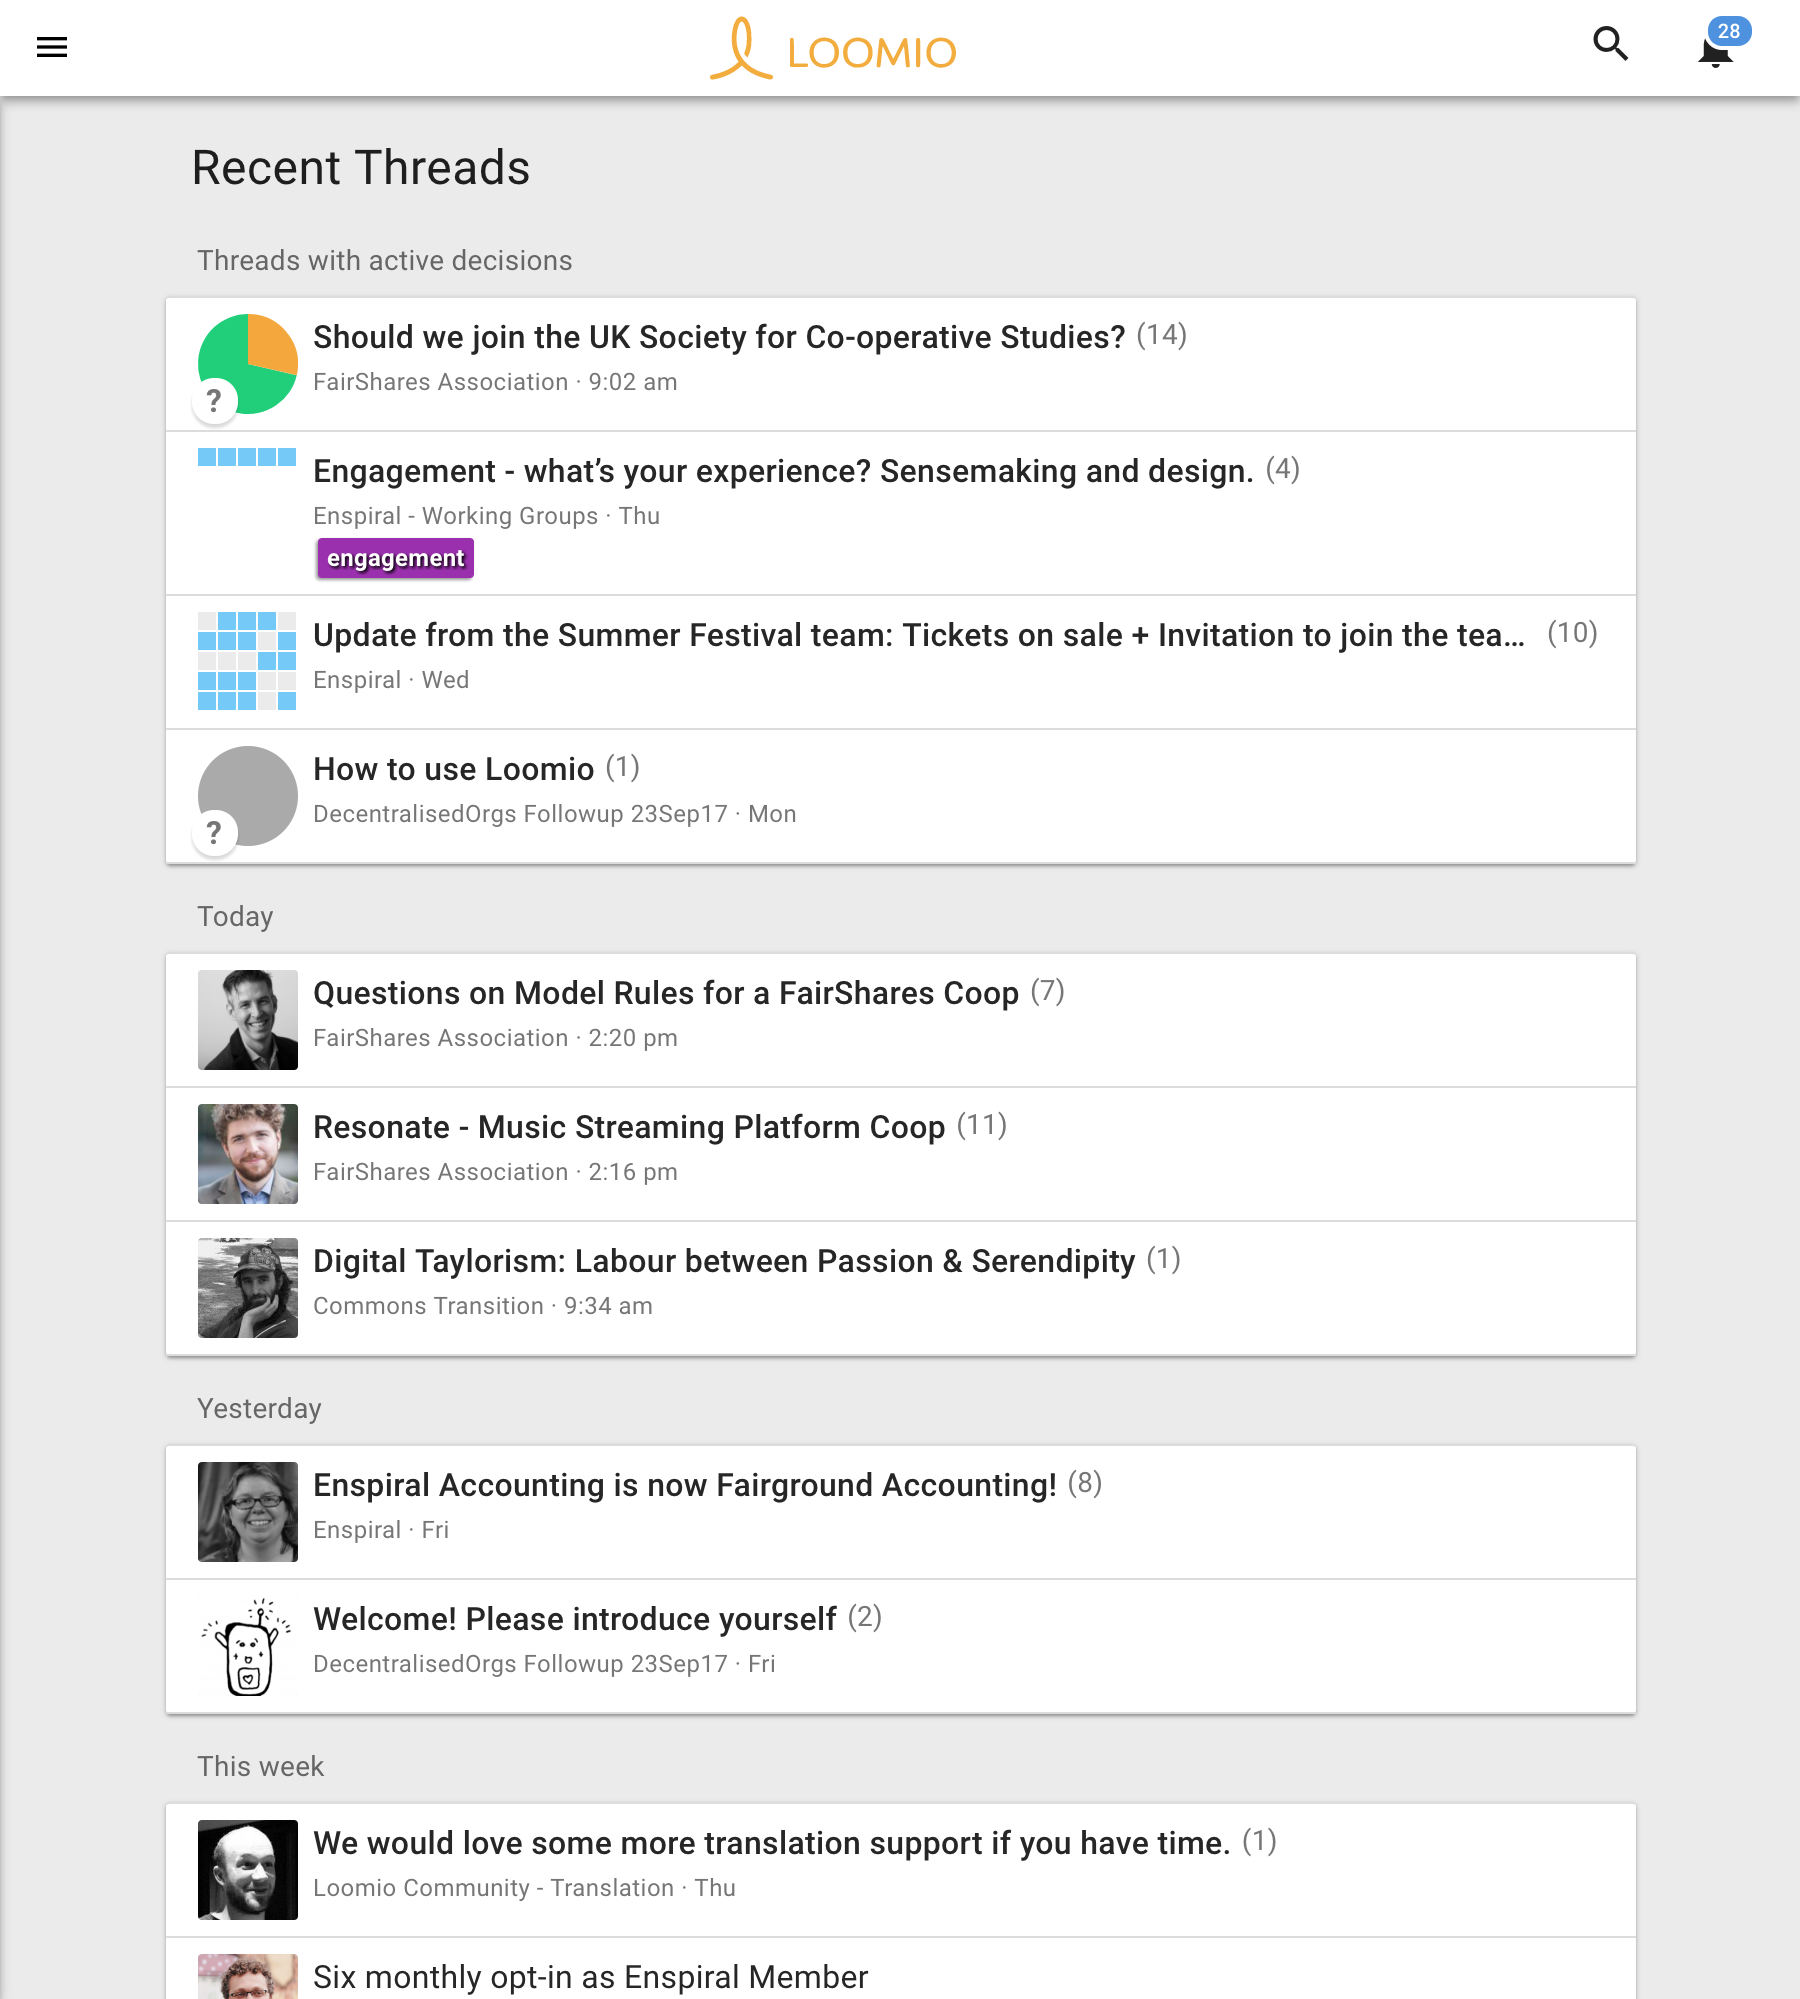 LOOMIO
28
Recent Threads
Threads with active decisions
Should we join the UK Society for Co-operative Studies? (14)
FairShares Association · 9:02 am
?
Engagement - what’s your experience? Sensemaking and design. (4)
Enspiral - Working Groups · Thu
engagement
Update from the Summer Festival team: Tickets on sale + Invitation to join the tea… (10)
Enspiral · Wed
How to use Loomio (1)
DecentralisedOrgs Followup 23Sep17 · Mon
?
Today
Questions on Model Rules for a FairShares Coop (7)
FairShares Association · 2:20 pm
Resonate - Music Streaming Platform Coop (11)
FairShares Association · 2:16 pm
Digital Taylorism: Labour between Passion & Serendipity (1)
Commons Transition · 9:34 am
Yesterday
Enspiral Accounting is now Fairground Accounting! (8)
Enspiral · Fri
Welcome! Please introduce yourself (2)
DecentralisedOrgs Followup 23Sep17 · Fri
This week
We would love some more translation support if you have time. (1)
Loomio Community - Translation · Thu
Six monthly opt-in as Enspiral Member